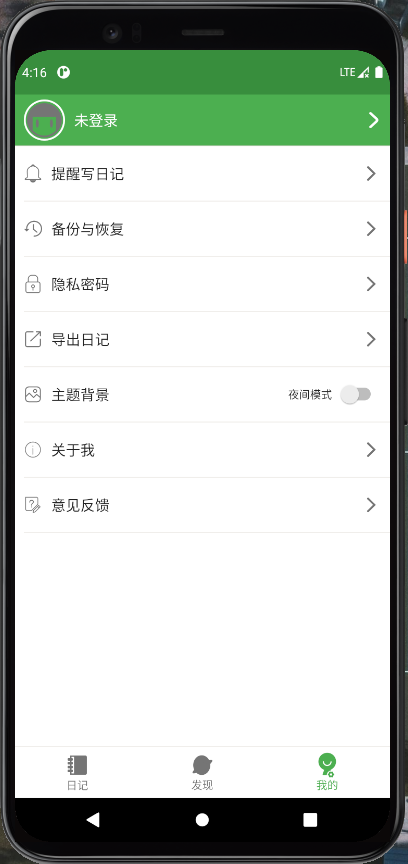 4:16 LTE
未登录
提醒写日记
备份与恢复
隐私密码
导出日记
主题背景 夜间模式
关于我
意见反馈
日记 发现 我的